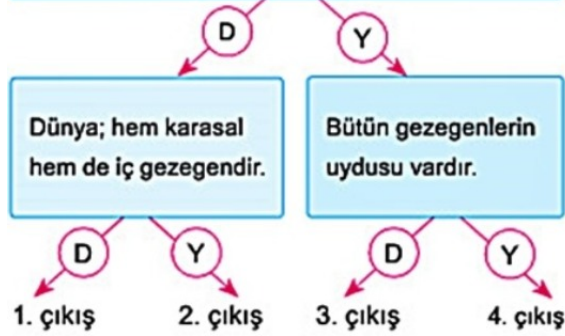 D
Y
Dünya; hem karasal
hem de iç gezegendir.
Bütün gezegenlerin
uydusu vardır.
D
Y
D
Y
1. çıkış
2. çıkış
3. çıkış
4. çıkış